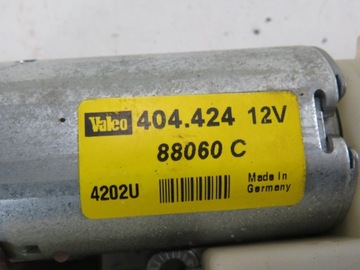 Valeo 404.424 12V
88060 C
4202U
Made In
Germany